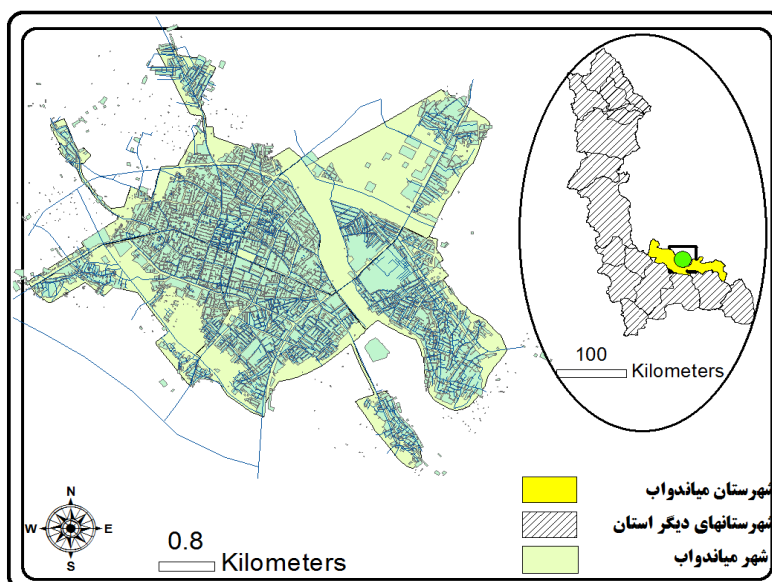 100
Kilometers
شهرستان میاندواب
شهرستانهای دیگر استان
شهر میاندواب
N
W E
S
0.8
Kilometers